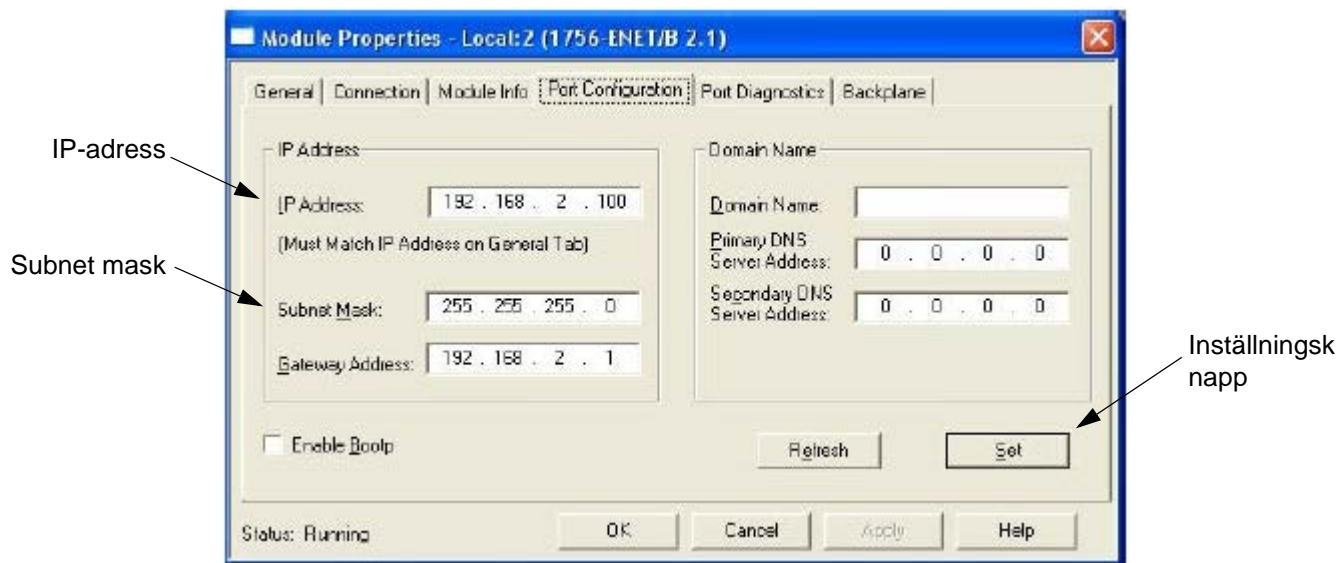 Module Properties - Local:2 (1756-ENET/B 2.1)
General
Connection
Module Info
Port Configuration
Port Diagnostics
Backplane
IP-adress
IP Address
IP Address:
192 . 168 . 2 . 100
(Must Match IP Address on General Tab)
Subnet mask
Subnet Mask:
255 . 255 . 255 . 0
Gateway Address:
192 . 168 . 2 . 1
Domain Name
Domain Name:
Primary DNS
Server Address:
0 . 0 . 0 . 0
Secondary DNS
Server Address:
0 . 0 . 0 . 0
Inställningsk
napp
Enable Bootp
Refresh
Set
Status: Running
OK
Cancel
Apply
Help